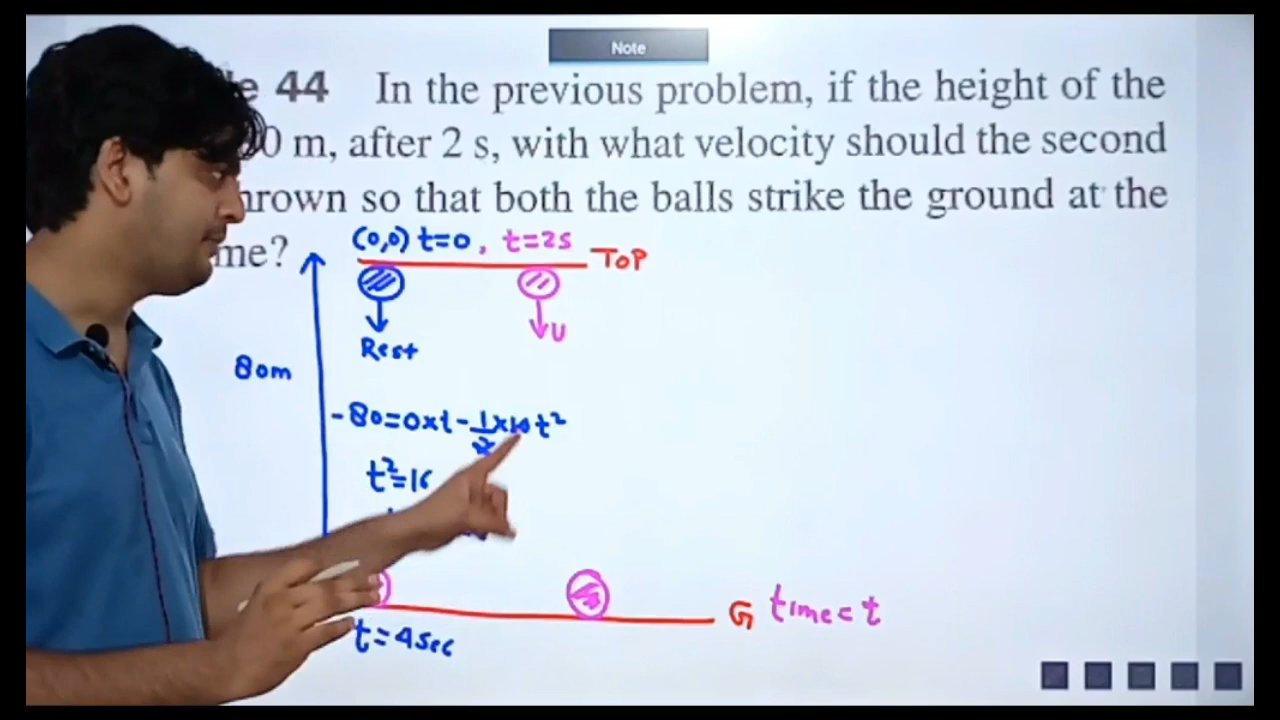 Note
44 In the previous problem, if the height of the
0 m, after 2 s, with what velocity should the second
hrown so that both the balls strike the ground at the
me?
(0,0) t=0, t=2s
TOP
U
Rest
80m
-80=0×t-1/2×10t²
t²=16
G time=t
t=4sec